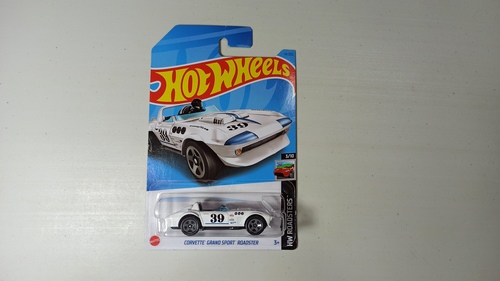 HOT WHEELS
39
3/10
HW ROADSTERS
39
CORVETTE GRAND SPORT ROADSTER
3+